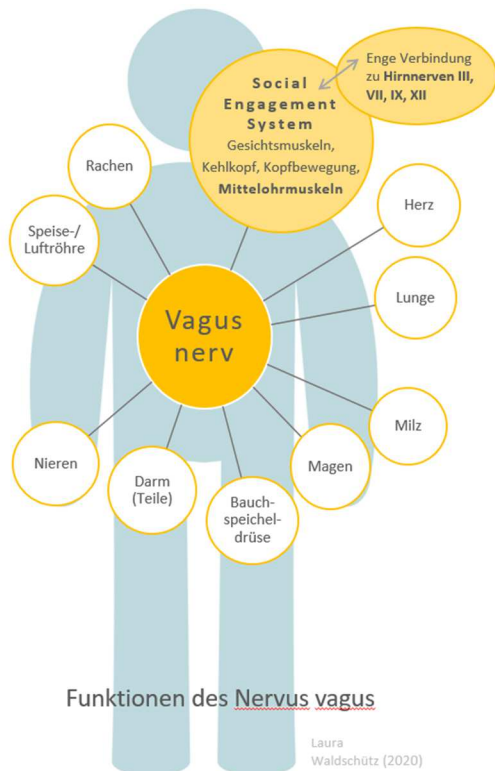 Social
Engagement
System
Gesichtsmuskeln,
Kehlkopf, Kopfbewegung,
Mittelohrmuskeln
Enge Verbindung
zu Hirnnerven III,
VII, IX, XII
Rachen
Speise-/
Luftröhre
Herz
Lunge
Vagus
nerv
Milz
Magen
Nieren
Darm
(Teile)
Bauch-
speichel-
drüse
Funktionen des Nervus vagus
Laura
Waldschütz (2020)